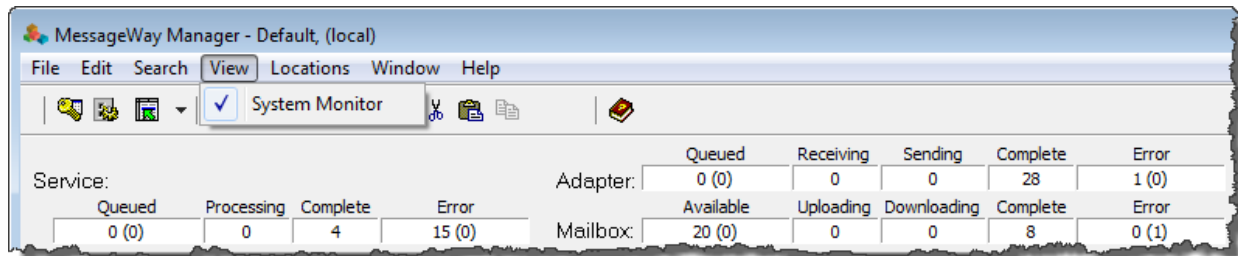 MessageWay Manager - Default, (local)
File Edit Search View Locations Window Help
System Monitor
Queued Receiving Sending Complete Error
Service: Adapter: 0 (0) 0 0 28 1 (0)
Queued Processing Complete Error Available Uploading Downloading Complete Error
0 (0) 0 4 15 (0) Mailbox: 20 (0) 0 0 8 0 (1)